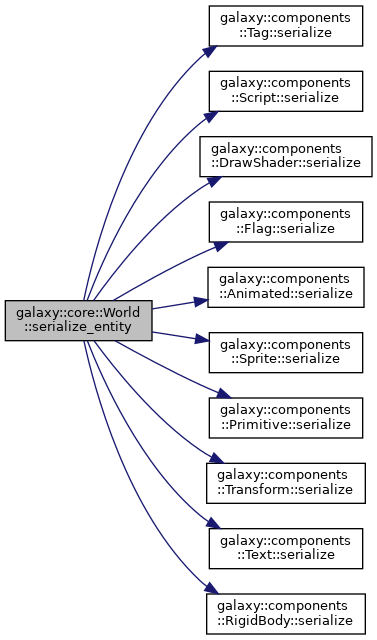 galaxy::components
::Tag::serialize
galaxy::components
::Script::serialize
galaxy::components
::DrawShader::serialize
galaxy::components
::Flag::serialize
galaxy::components
::Animated::serialize
galaxy::core::World
::serialize_entity
galaxy::components
::Sprite::serialize
galaxy::components
::Primitive::serialize
galaxy::components
::Transform::serialize
galaxy::components
::Text::serialize
galaxy::components
::RigidBody::serialize